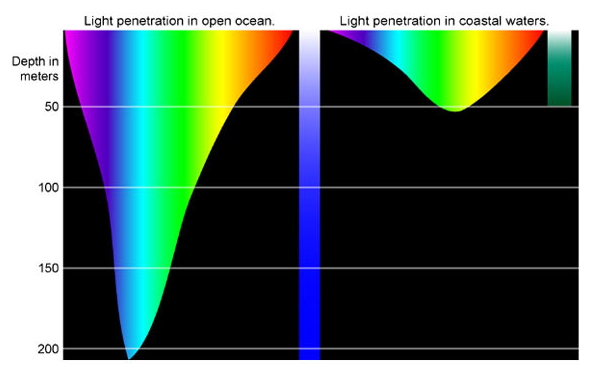 Light penetration in open ocean.
Light penetration in coastal waters.
Depth in
meters
50
100
150
200